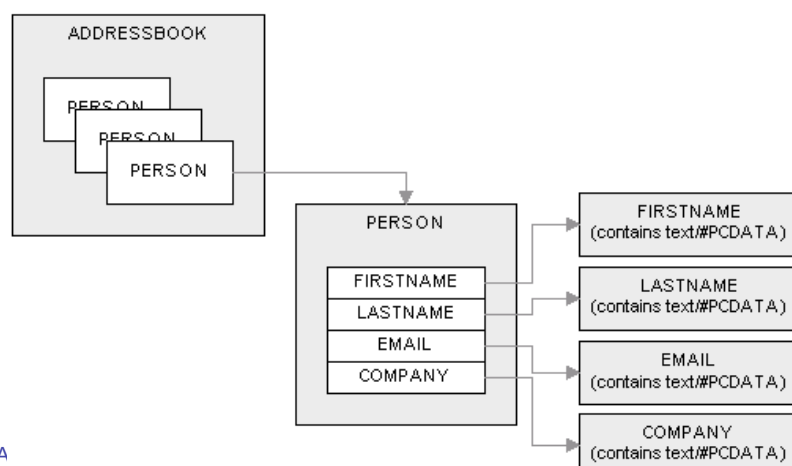 ADDRESSBOOK
PERSON
PERSON
PERSON
PERSON
FIRSTNAME
LASTNAME
EMAIL
COMPANY
FIRSTNAME
(contains text/#PCDATA)
LASTNAME
(contains text/#PCDATA)
EMAIL
(contains text/#PCDATA)
COMPANY
(contains text/#PCDATA)
A